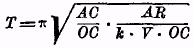 T = π √(AC/OC · AR/(k · V · OC))